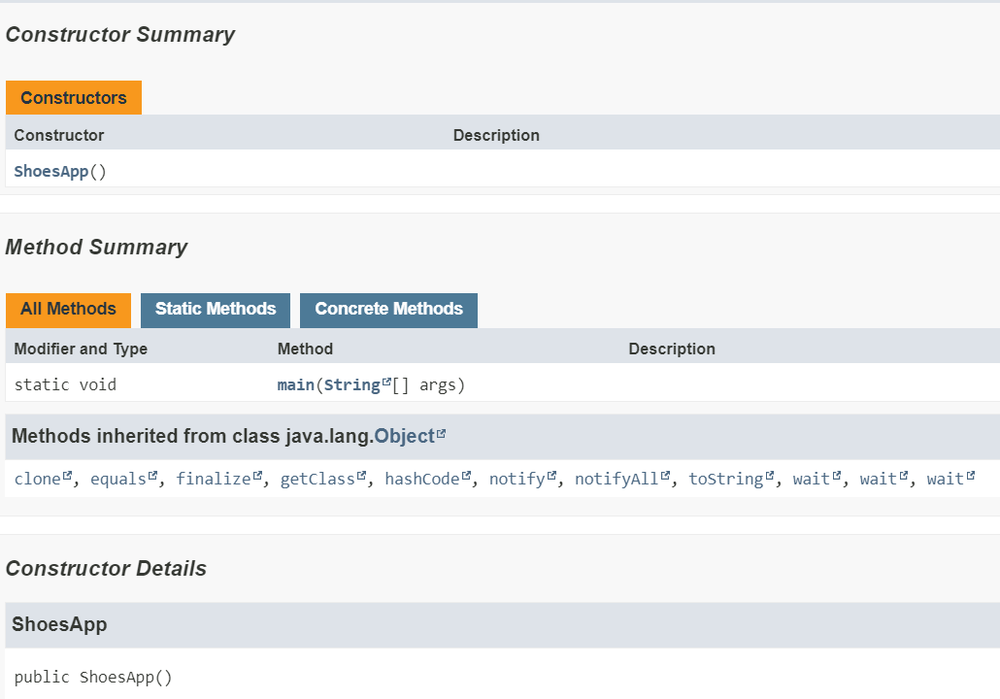 Constructor Summary
Constructors
Constructor Description
ShoesApp()
Method Summary
All Methods Static Methods Concrete Methods
Modifier and Type Method Description
static void main(String[] args)
Methods inherited from class java.lang.Object
clone, equals, finalize, getClass, hashCode, notify, notifyAll, toString, wait, wait, wait
Constructor Details
ShoesApp
public ShoesApp()